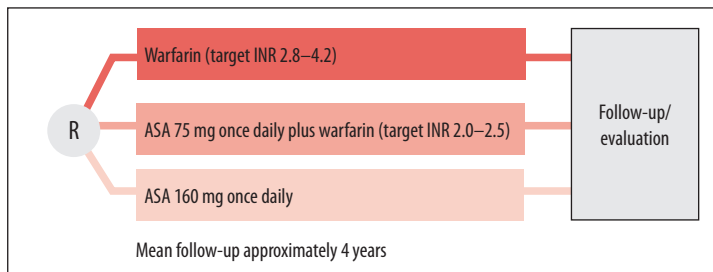 Warfarin (target INR 2.8–4.2)
R
ASA 75 mg once daily plus warfarin (target INR 2.0–2.5)
ASA 160 mg once daily
Follow-up/
evaluation
Mean follow-up approximately 4 years